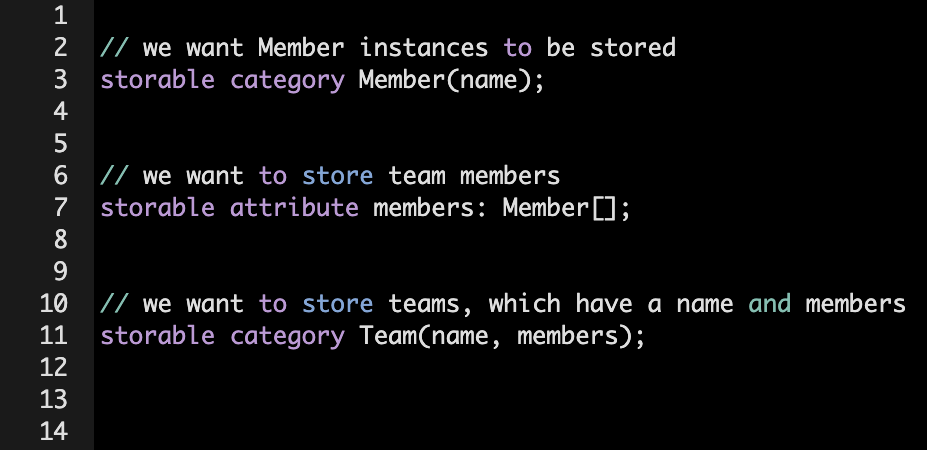 1
2 // we want Member instances to be stored
3 storable category Member(name);
4
5
6 // we want to store team members
7 storable attribute members: Member[];
8
9
10 // we want to store teams, which have a name and members
11 storable category Team(name, members);
12
13
14